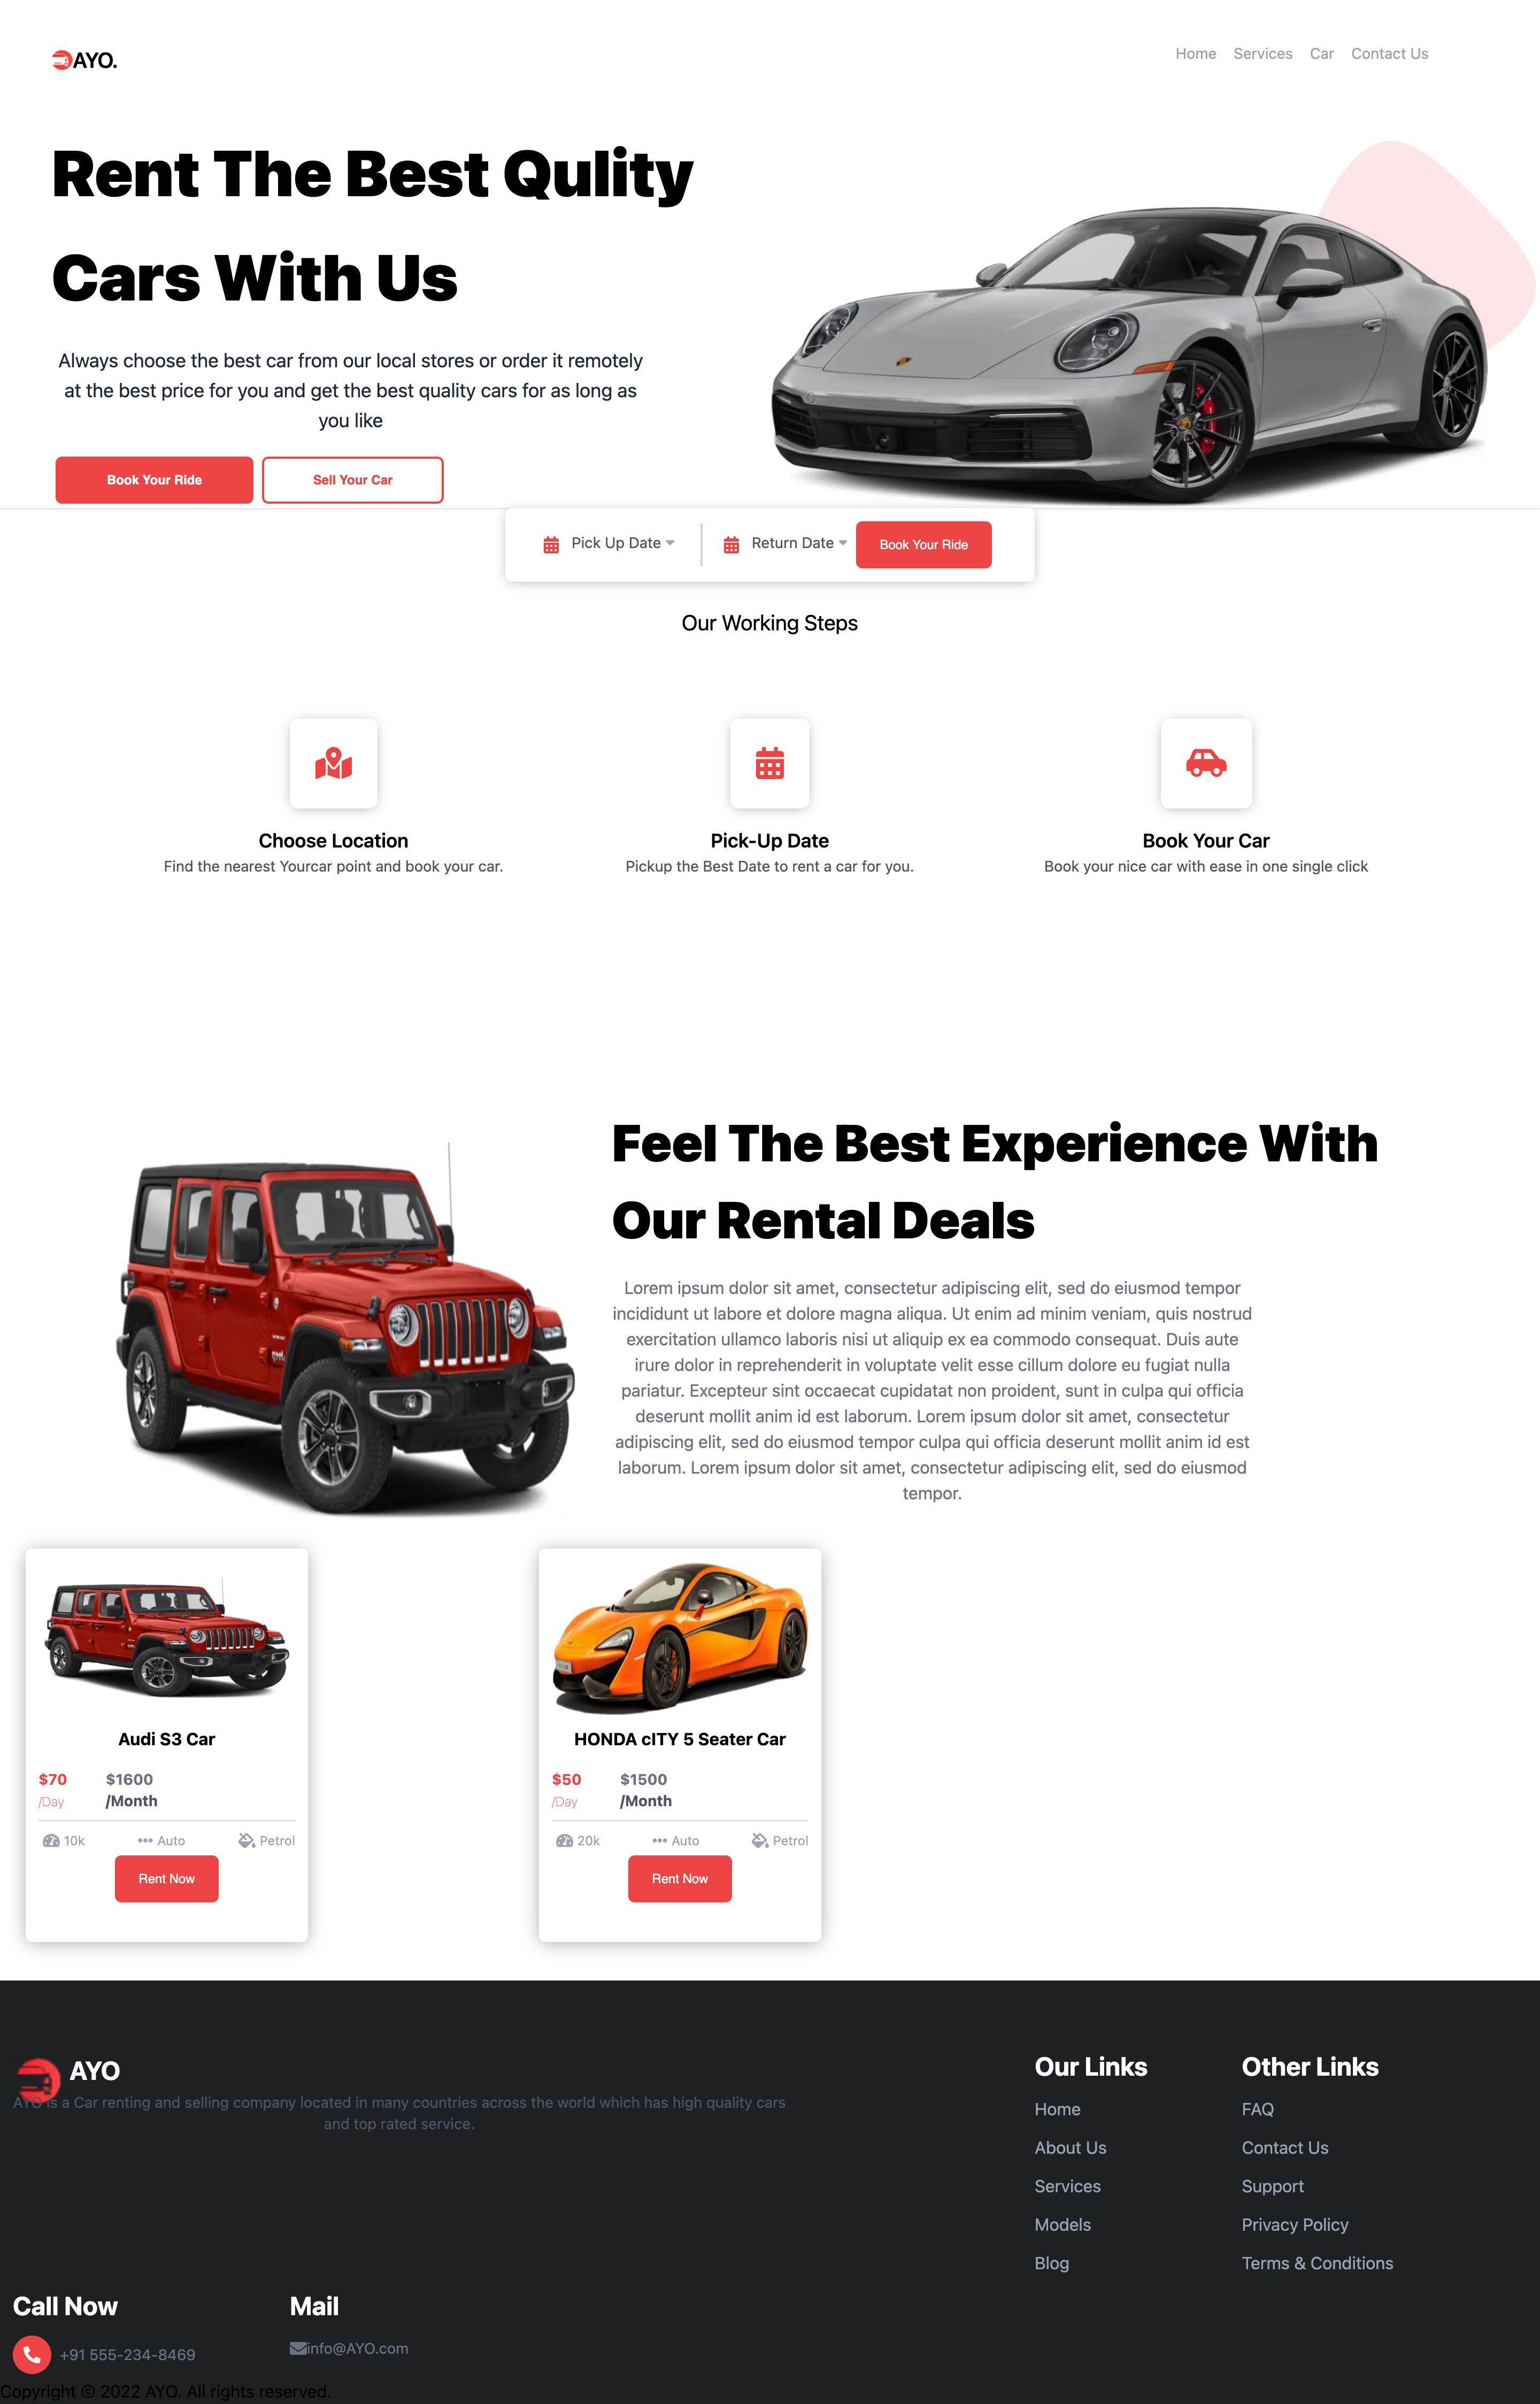 AYO.
Home Services Car Contact Us
Rent The Best Qulity
Cars With Us
Always choose the best car from our local stores or order it remotely
at the best price for you and get the best quality cars for as long as
you like
Book Your Ride
Sell Your Car
Pick Up Date
Return Date
Book Your Ride
Our Working Steps
Choose Location
Find the nearest Yourcar point and book your car.
Pick-Up Date
Pickup the Best Date to rent a car for you.
Book Your Car
Book your nice car with ease in one single click
Feel The Best Experience With
Our Rental Deals
Lorem ipsum dolor sit amet, consectetur adipiscing elit, sed do eiusmod tempor
incididunt ut labore et dolore magna aliqua. Ut enim ad minim veniam, quis nostrud
exercitation ullamco laboris nisi ut aliquip ex ea commodo consequat. Duis aute
irure dolor in reprehenderit in voluptate velit esse cillum dolore eu fugiat nulla
pariatur. Excepteur sint occaecat cupidatat non proident, sunt in culpa qui officia
deserunt mollit anim id est laborum. Lorem ipsum dolor sit amet, consectetur
adipiscing elit, sed do eiusmod tempor culpa qui officia deserunt mollit anim id est
laborum. Lorem ipsum dolor sit amet, consectetur adipiscing elit, sed do eiusmod
tempor.
Audi S3 Car
$70 $1600
/Day /Month
10k Auto Petrol
Rent Now
HONDA cITY 5 Seater Car
$50 $1500
/Day /Month
20k Auto Petrol
Rent Now
AYO
AYO is a Car renting and selling company located in many countries across the world which has high quality cars
and top rated service.
Our Links
Home
About Us
Services
Models
Blog
Other Links
FAQ
Contact Us
Support
Privacy Policy
Terms & Conditions
Call Now
+91 555-234-8469
Mail
info@AYO.com
Copyright © 2022 AYO. All rights reserved.